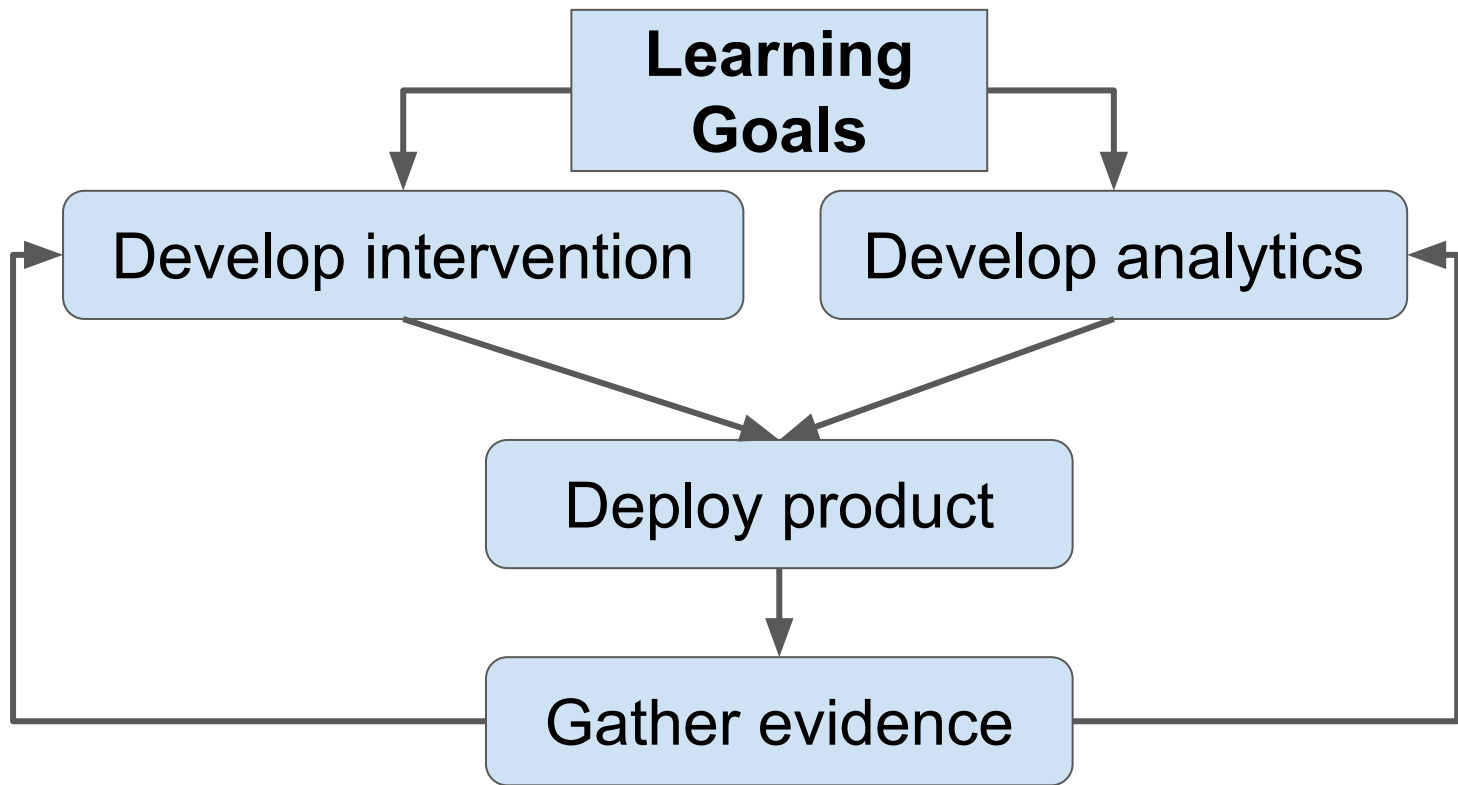 Learning
Goals
Develop intervention
Develop analytics
Deploy product
Gather evidence